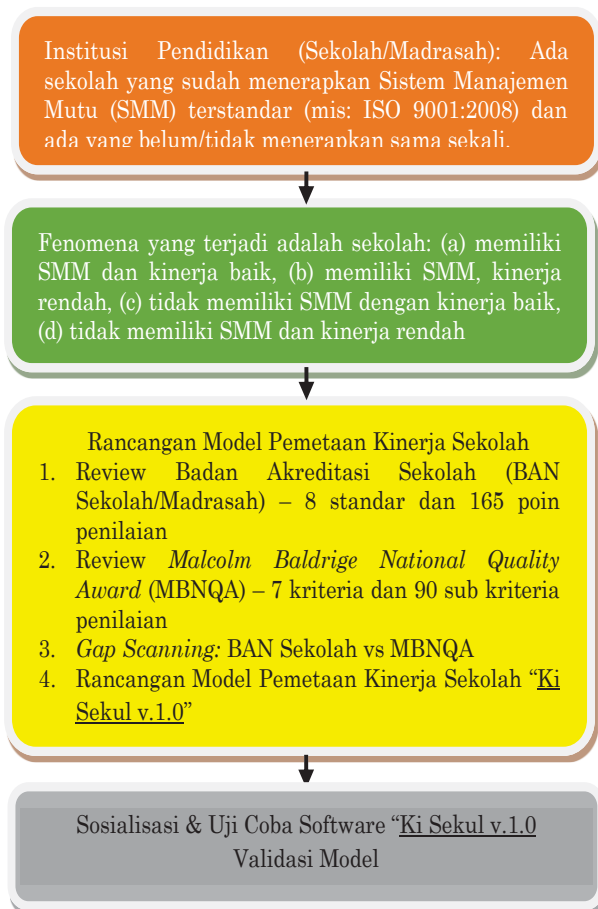 Institusi Pendidikan (Sekolah/Madrasah): Ada
sekolah yang sudah menerapkan Sistem Manajemen
Mutu (SMM) terstandar (mis: ISO 9001:2008) dan
ada yang belum/tidak menerapkan sama sekali.
Fenomena yang terjadi adalah sekolah: (a) memiliki
SMM dan kinerja baik, (b) memiliki SMM, kinerja
rendah, (c) tidak memiliki SMM dengan kinerja baik,
(d) tidak memiliki SMM dan kinerja rendah
Rancangan Model Pemetaan Kinerja Sekolah
1. Review Badan Akreditasi Sekolah (BAN
Sekolah/Madrasah) – 8 standar dan 165 poin
penilaian
2. Review Malcolm Baldrige National Quality
Award (MBNQA) – 7 kriteria dan 90 sub kriteria
penilaian
3. Gap Scanning: BAN Sekolah vs MBNQA
4. Rancangan Model Pemetaan Kinerja Sekolah “Ki
Sekul v.1.0”
Sosialisasi & Uji Coba Software “Ki Sekul v.1.0
Validasi Model